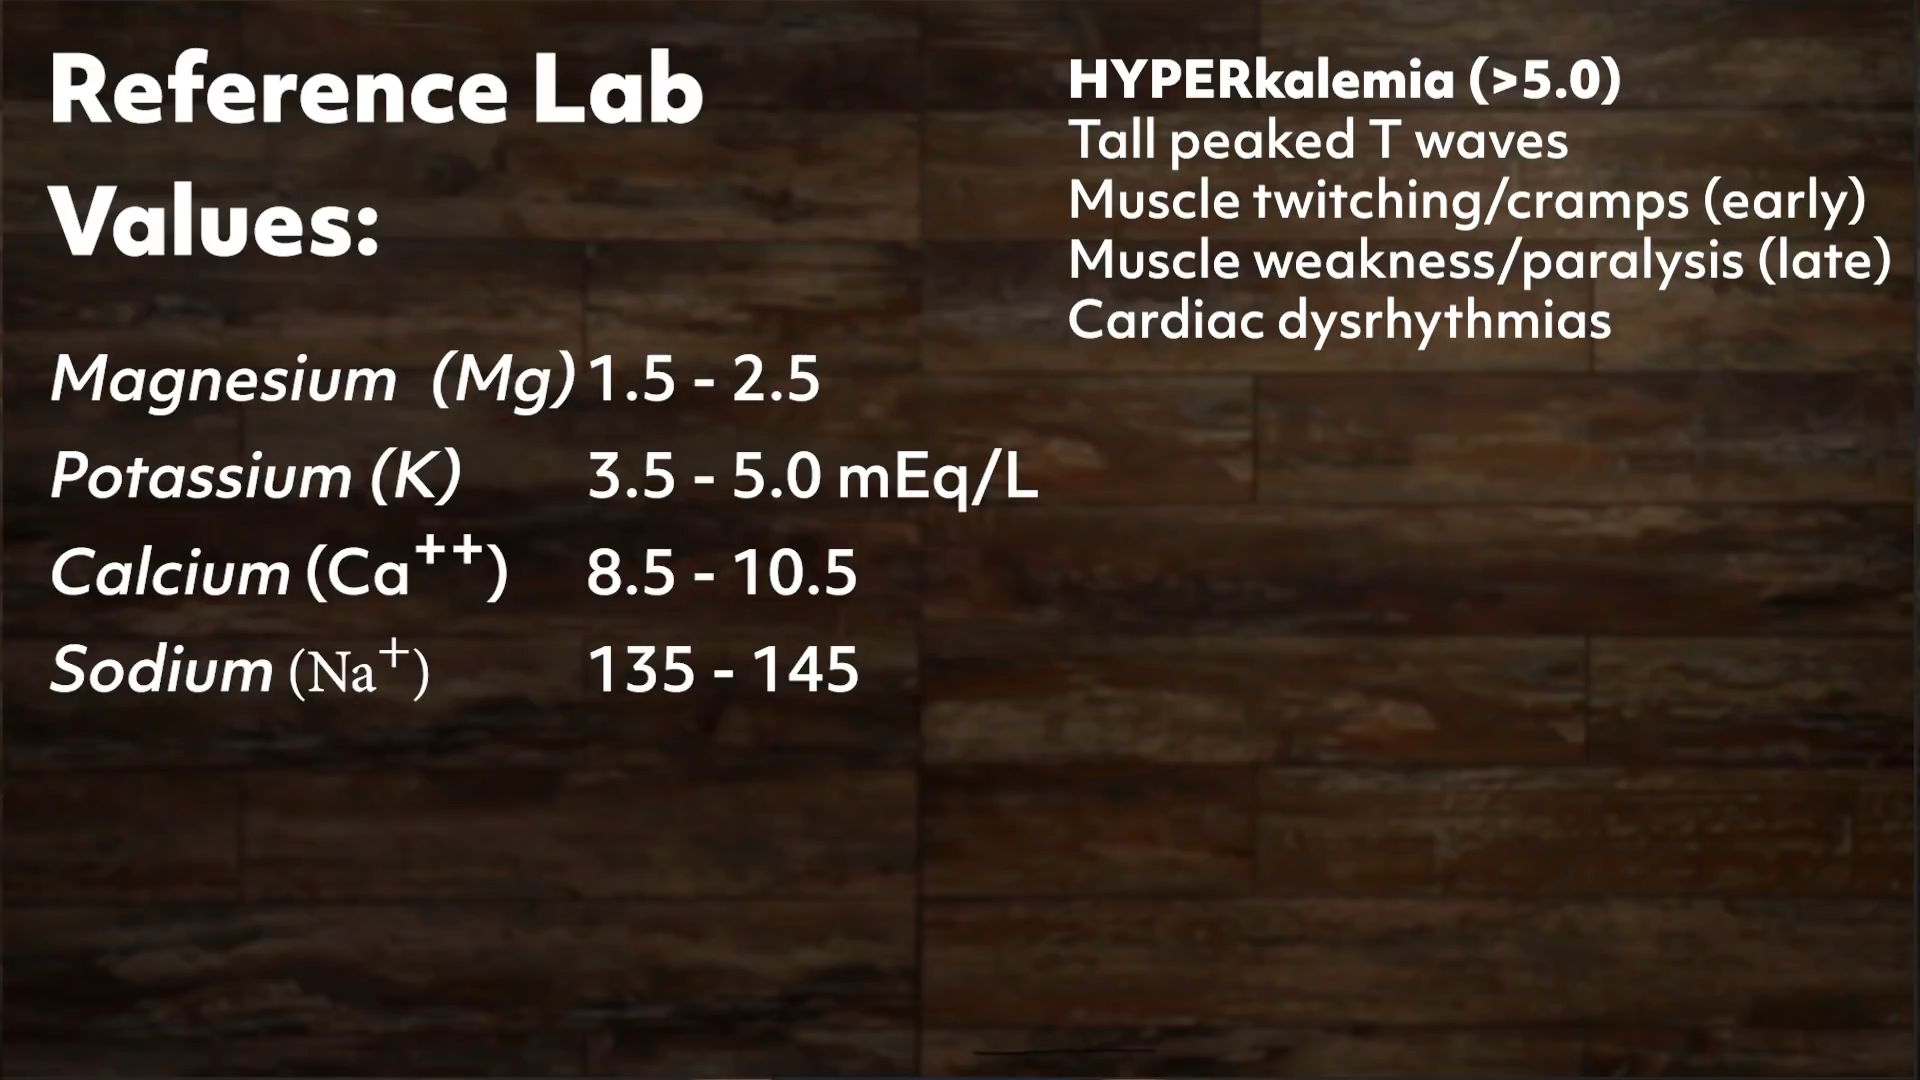 Reference Lab
Values:
Magnesium (Mg) 1.5 - 2.5
Potassium (K) 3.5 - 5.0 mEq/L
Calcium (Ca⁺⁺) 8.5 - 10.5
Sodium (Na⁺) 135 - 145
HYPERkalemia (>5.0)
Tall peaked T waves
Muscle twitching/cramps (early)
Muscle weakness/paralysis (late)
Cardiac dysrhythmias